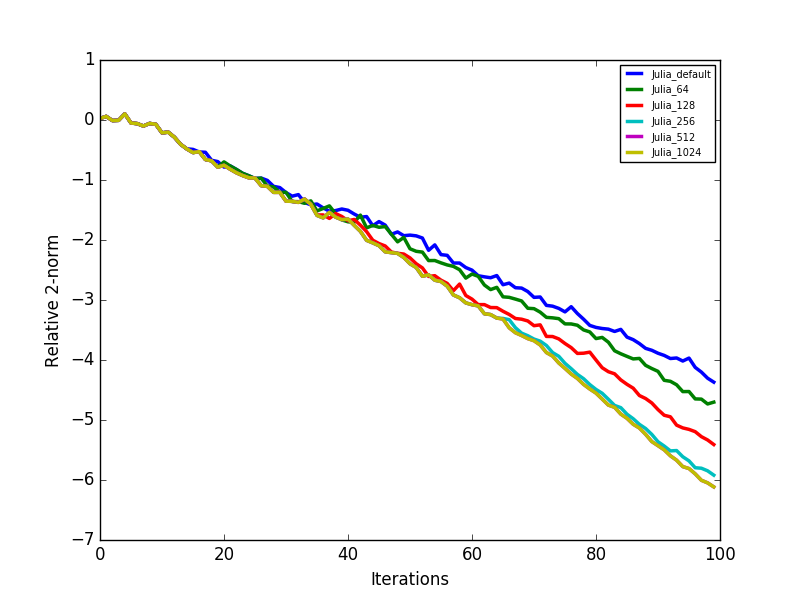 1
0
−1
−2
−3
−4
−5
−6
−7
Relative 2-norm
0 20 40 60 80 100
Iterations
Julia_default
Julia_64
Julia_128
Julia_256
Julia_512
Julia_1024